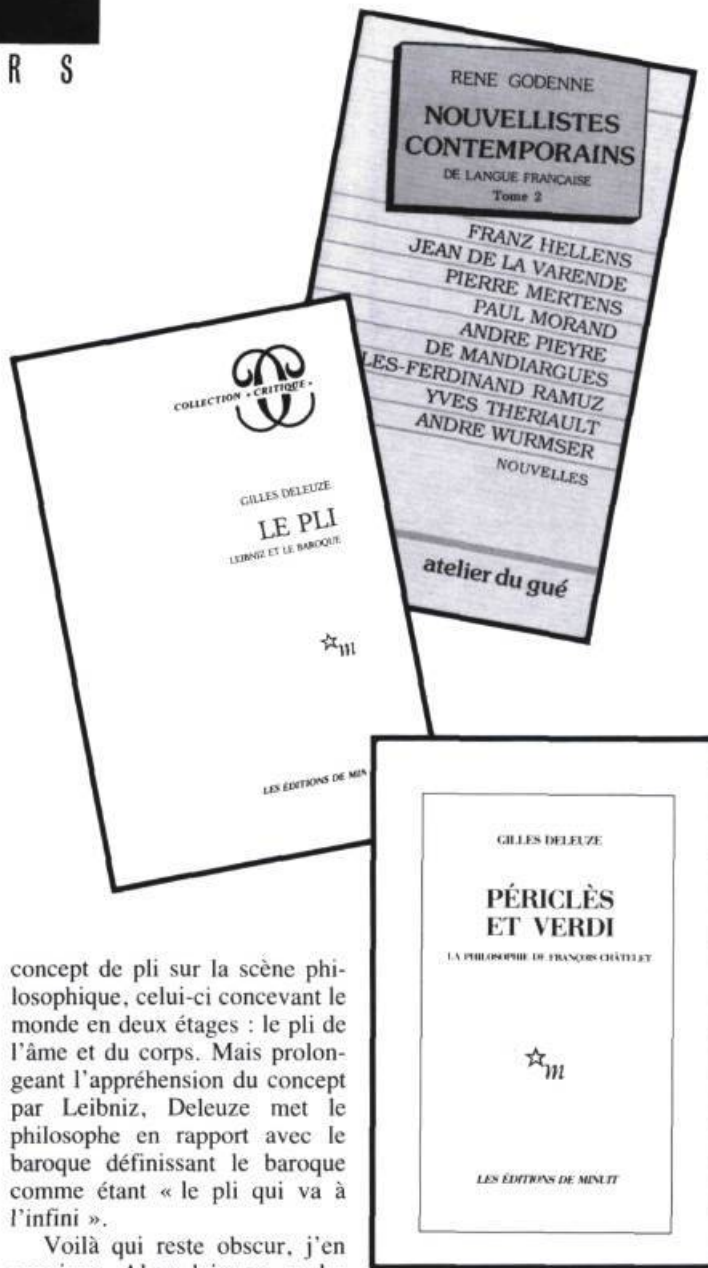 R S
RENE GODENNE
NOUVELLISTES
CONTEMPORAINS
DE LANGUE FRANÇAISE
Tome 2
FRANZ HELLENS
JEAN DE LA VARENDE
PIERRE MERTENS
PAUL MORAND
ANDRE PIEYRE
DE MANDIARGUES
LES-FERDINAND RAMUZ
YVES THERIAULT
ANDRE WURMSER
NOUVELLES
atelier du gué
COLLECTION « CRITIQUE »
GILLES DELEUZE
LE PLI
LEIBNIZ ET LE BAROQUE
m
LES ÉDITIONS DE MIN
GILLES DELEUZE
PÉRICLÈS
ET VERDI
LA PHILOSOPHIE DE FRANÇOIS CHÂTELET
m
LES ÉDITIONS DE MINUIT
concept de pli sur la scène phi-
losophique, celui-ci concevant le
monde en deux étages : le pli de
l'âme et du corps. Mais prolon-
geant l'appréhension du concept
par Leibniz, Deleuze met le
philosophe en rapport avec le
baroque définissant le baroque
comme étant « le pli qui va à
l'infini ».
Voilà qui reste obscur, j'en